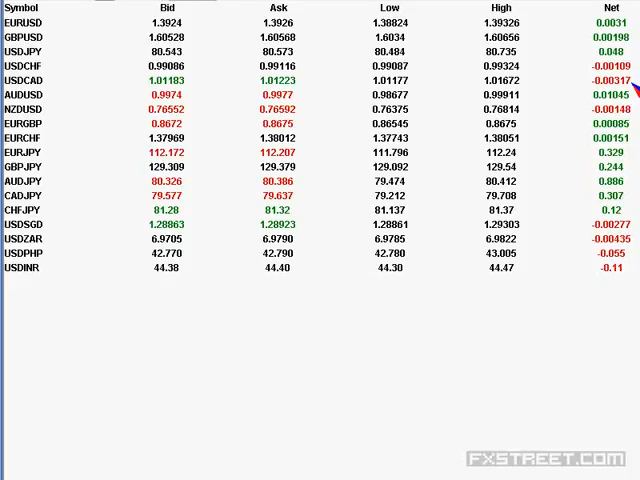 Symbol Bid Ask Low High Net
EURUSD 1.3924 1.3926 1.38824 1.39326 0.0031
GBPUSD 1.60528 1.60568 1.6034 1.60656 0.00198
USDJPY 80.543 80.573 80.484 80.735 0.048
USDCHF 0.99086 0.99116 0.99087 0.99324 -0.00109
USDCAD 1.01183 1.01223 1.01177 1.01672 -0.00317
AUDUSD 0.9974 0.9977 0.98677 0.99911 0.01045
NZDUSD 0.76552 0.76592 0.76375 0.76814 -0.00148
EURGBP 0.8672 0.8675 0.86545 0.8675 0.00085
EURCHF 1.37969 1.38012 1.37743 1.38051 0.00151
EURJPY 112.172 112.207 111.796 112.24 0.329
GBPJPY 129.309 129.379 129.092 129.54 0.244
AUDJPY 80.326 80.386 79.474 80.412 0.886
CADJPY 79.577 79.637 79.212 79.708 0.307
CHFJPY 81.28 81.32 81.137 81.37 0.12
USDSGD 1.28863 1.28923 1.28861 1.29303 -0.00277
USDZAR 6.9705 6.9790 6.9785 6.9822 -0.00435
USDPHP 42.770 42.790 42.780 43.005 -0.055
USDINR 44.38 44.40 44.30 44.47 -0.11
FXSTREET.COM